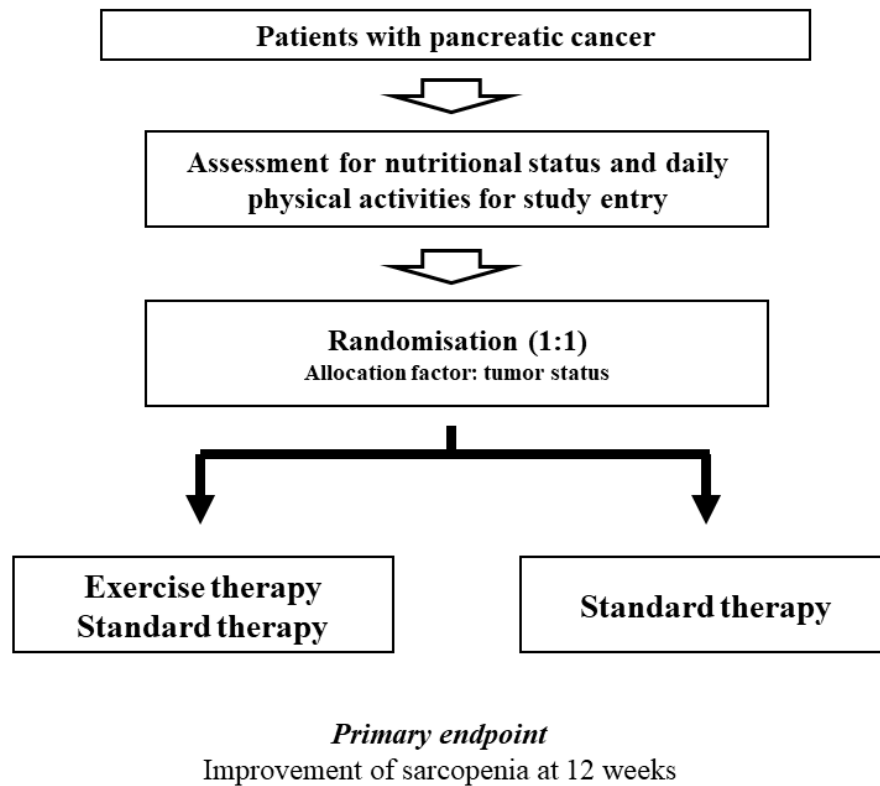 Patients with pancreatic cancer
Assessment for nutritional status and daily
physical activities for study entry
Randomisation (1:1)
Allocation factor: tumor status
Exercise therapy
Standard therapy
Standard therapy
Primary endpoint
Improvement of sarcopenia at 12 weeks